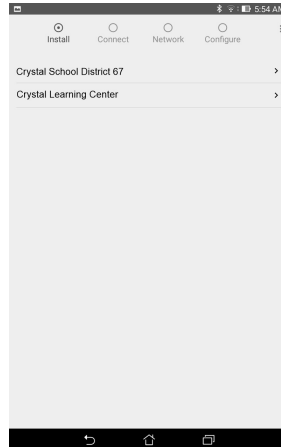 5:54 AM
Install Connect Network Configure
Crystal School District 67
Crystal Learning Center